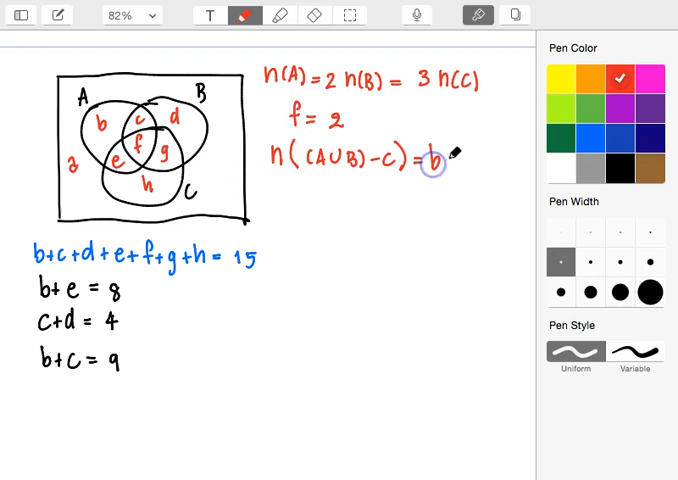 82%
T
Pen Color
Pen Width
Pen Style
Uniform
Variable
n(A) = 2 n(B) = 3 n(C)
f = 2
n( (A∪B) - C) = b
A
B
C
a
b
c
d
e
f
g
h
b+c+d+e+f+g+h = 15
b+e = 8
c+d = 4
b+c = 9